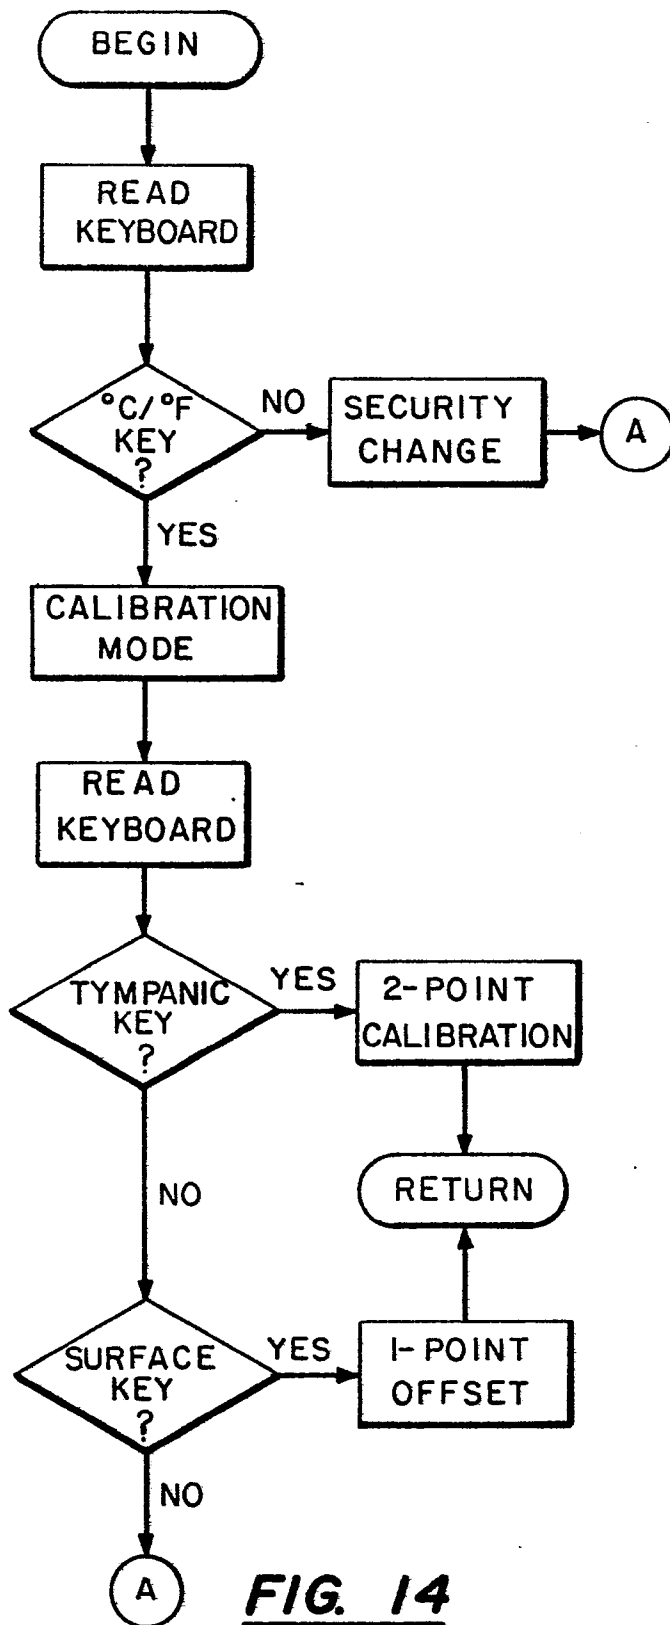 BEGIN
READ
KEYBOARD
°C/°F
KEY
?
NO
SECURITY
CHANGE
A
YES
CALIBRATION
MODE
READ
KEYBOARD
TYMPANIC
KEY
?
YES
2-POINT
CALIBRATION
RETURN
NO
SURFACE
KEY
?
YES
1-POINT
OFFSET
NO
A
FIG. 14